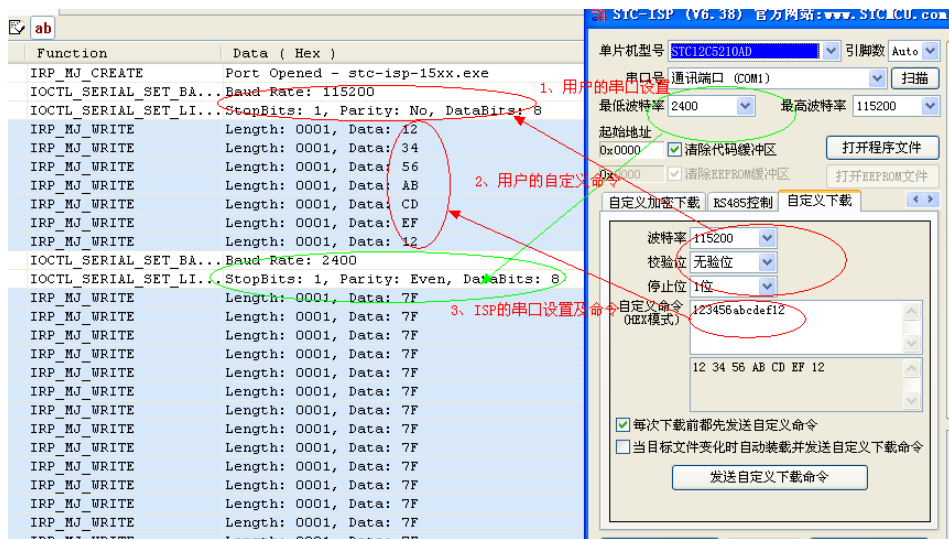 ab
Function Data ( Hex )
IRP_MJ_CREATE Port Opened - stc-isp-15xx.exe
IOCTL_SERIAL_SET_BA...Baud Rate: 115200
IOCTL_SERIAL_SET_LI...StopBits: 1, Parity: No, DataBits: 8
IRP_MJ_WRITE Length: 0001, Data: 12
IRP_MJ_WRITE Length: 0001, Data: 34
IRP_MJ_WRITE Length: 0001, Data: 56
IRP_MJ_WRITE Length: 0001, Data: AB
IRP_MJ_WRITE Length: 0001, Data: CD
IRP_MJ_WRITE Length: 0001, Data: EF
IRP_MJ_WRITE Length: 0001, Data: 12
IOCTL_SERIAL_SET_BA...Baud Rate: 2400
IOCTL_SERIAL_SET_LI...StopBits: 1, Parity: Even, DataBits: 8
IRP_MJ_WRITE Length: 0001, Data: 7F
IRP_MJ_WRITE Length: 0001, Data: 7F
IRP_MJ_WRITE Length: 0001, Data: 7F
IRP_MJ_WRITE Length: 0001, Data: 7F
IRP_MJ_WRITE Length: 0001, Data: 7F
IRP_MJ_WRITE Length: 0001, Data: 7F
IRP_MJ_WRITE Length: 0001, Data: 7F
IRP_MJ_WRITE Length: 0001, Data: 7F
IRP_MJ_WRITE Length: 0001, Data: 7F
IRP_MJ_WRITE Length: 0001, Data: 7F
IRP_MJ_WRITE Length: 0001, Data: 7F
IRP_MJ_WRITE Length: 0001, Data: 7F
IRP_MJ_WRITE Length: 0001, Data: 7F
1、用户的串口设置
2、用户的自定义命令
3、ISP的串口设置及命令
STC-ISP (V6.38) 官方网站:www.STCMCU.com
单片机型号 STC12C5210AD 引脚数 Auto
串口号 通讯端口 (COM1) 扫描
最低波特率 2400 最高波特率 115200
起始地址
0x0000 清除代码缓冲区 打开程序文件
0x0000 清除EEPROM缓冲区 打开EEPROM文件
自定义加密下载 RS485控制 自定义下载
波特率 115200
校验位 无验位
停止位 1位
自定义命令 123456abcdef12
(HEX模式)
12 34 56 AB CD EF 12
每次下载前都先发送自定义命令
当目标文件变化时自动装载并发送自定义下载命令
发送自定义下载命令